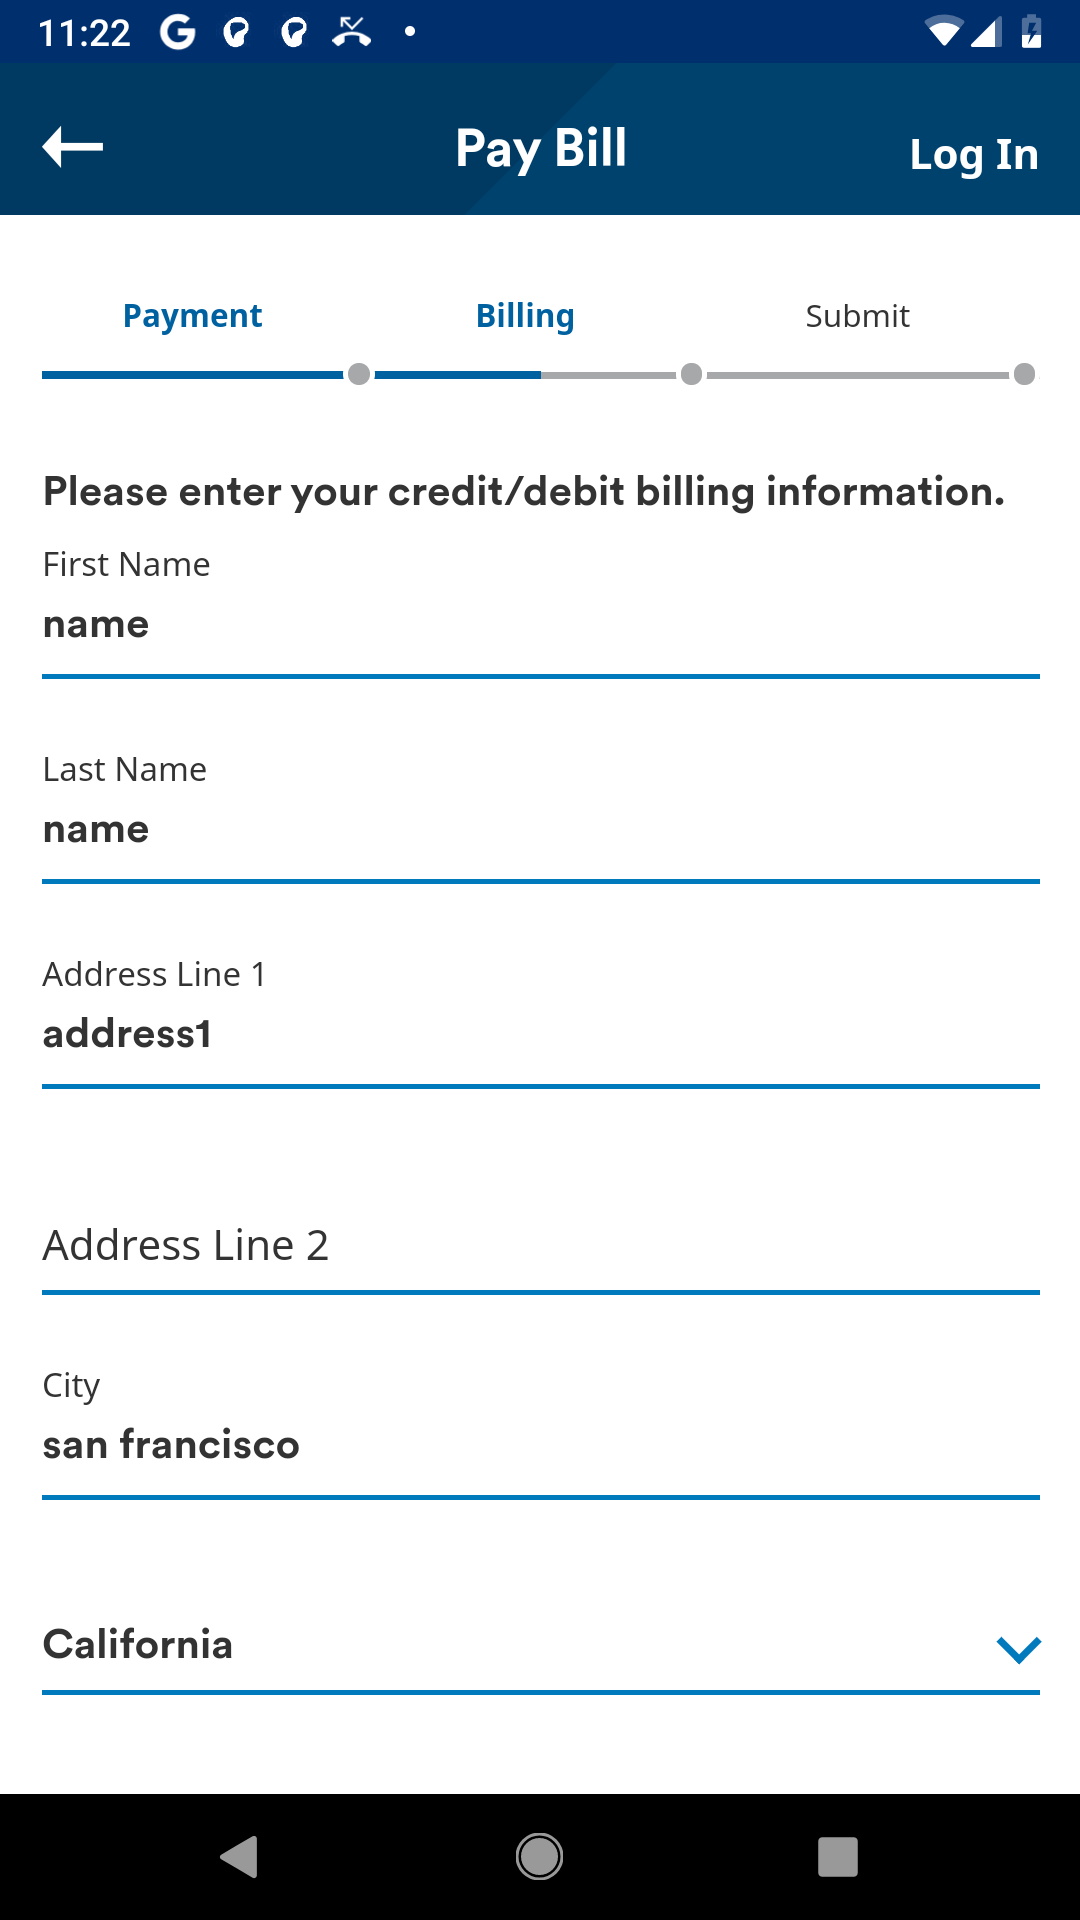 11:22
Pay Bill
Log In
Payment
Billing
Submit
Please enter your credit/debit billing information.
First Name
name
Last Name
name
Address Line 1
address1
Address Line 2
City
san francisco
California